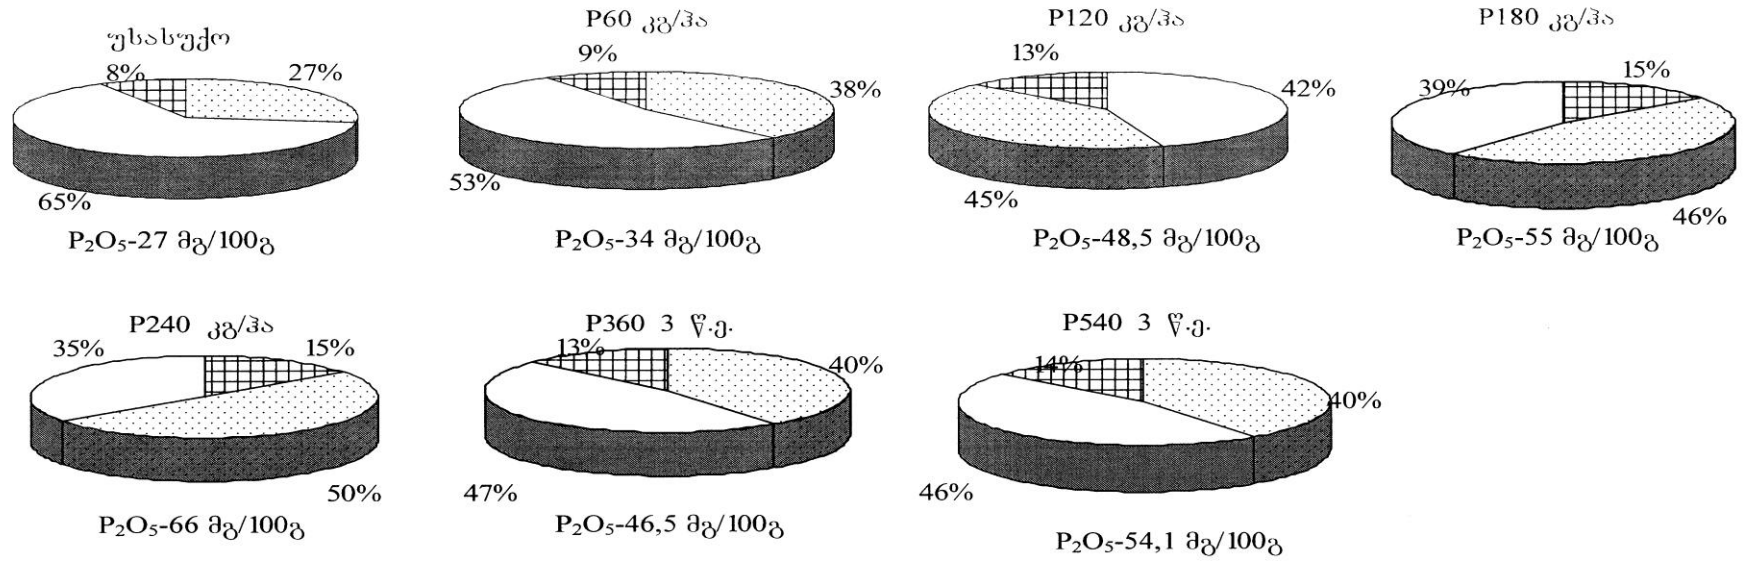 უსასუქო
8%
27%
65%
P₂O₅-27 მგ/100გ
P60 კგ/ჰა
9%
38%
53%
P₂O₅-34 მგ/100გ
P120 კგ/ჰა
13%
42%
45%
P₂O₅-48,5 მგ/100გ
P180 კგ/ჰა
39%
15%
46%
P₂O₅-55 მგ/100გ
P240 კგ/ჰა
35%
15%
50%
P₂O₅-66 მგ/100გ
P360 3 წ.ე.
13%
40%
47%
P₂O₅-46,5 მგ/100გ
P540 3 წ.ე.
14%
40%
46%
P₂O₅-54,1 მგ/100გ